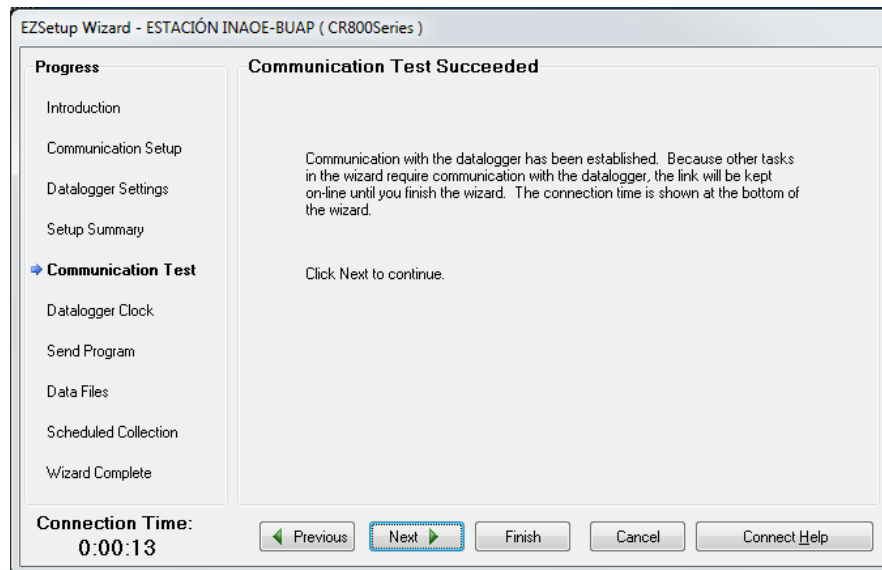 EZSetup Wizard - ESTACIÓN INAOE-BUAP ( CR800Series )
Progress
Introduction
Communication Setup
Datalogger Settings
Setup Summary
Communication Test
Datalogger Clock
Send Program
Data Files
Scheduled Collection
Wizard Complete
Communication Test Succeeded
Communication with the datalogger has been established. Because other tasks
in the wizard require communication with the datalogger, the link will be kept
on-line until you finish the wizard. The connection time is shown at the bottom of
the wizard.
Click Next to continue.
Connection Time:
0:00:13
Previous
Next
Finish
Cancel
Connect Help